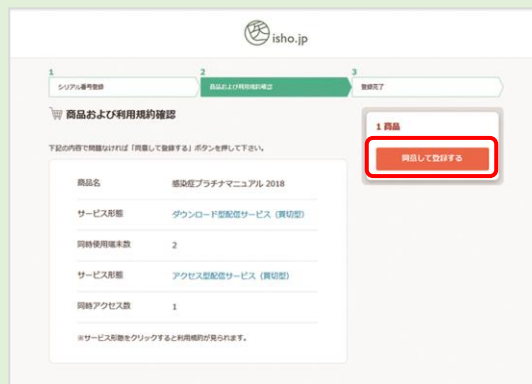 医 isho.jp
1 2 3
シリアル番号登録 商品および利用規約確認 登録完了
商品および利用規約確認
下記の内容で問題なければ「同意して登録する」ボタンを押して下さい。
1 商品
同意して登録する
商品名 感染症プラチナマニュアル 2018
サービス形態 ダウンロード型配信サービス（買切型）
同時使用端末数 2
サービス形態 アクセス型配信サービス（買切型）
同時アクセス数 1
※サービス形態をクリックすると利用規約が見られます。